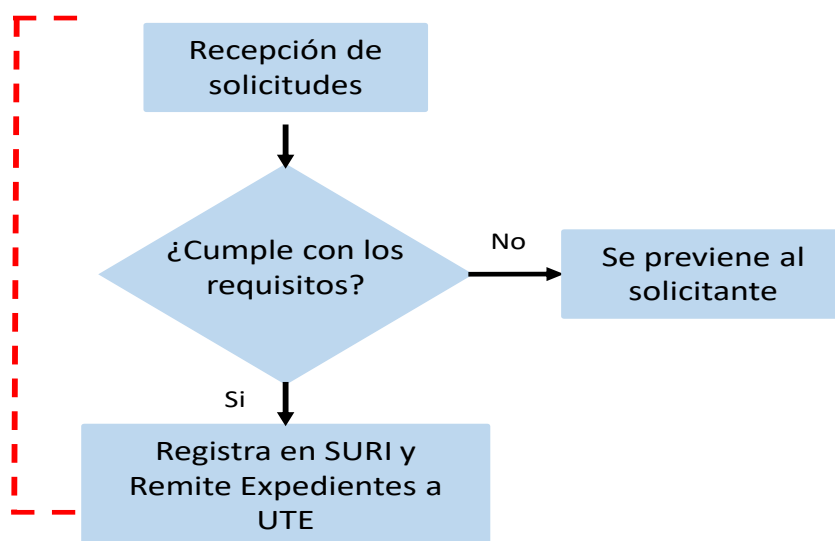 Recepción de
solicitudes
¿Cumple con los
requisitos?
No
Se previene al
solicitante
Si
Registra en SURI y
Remite Expedientes a
UTE